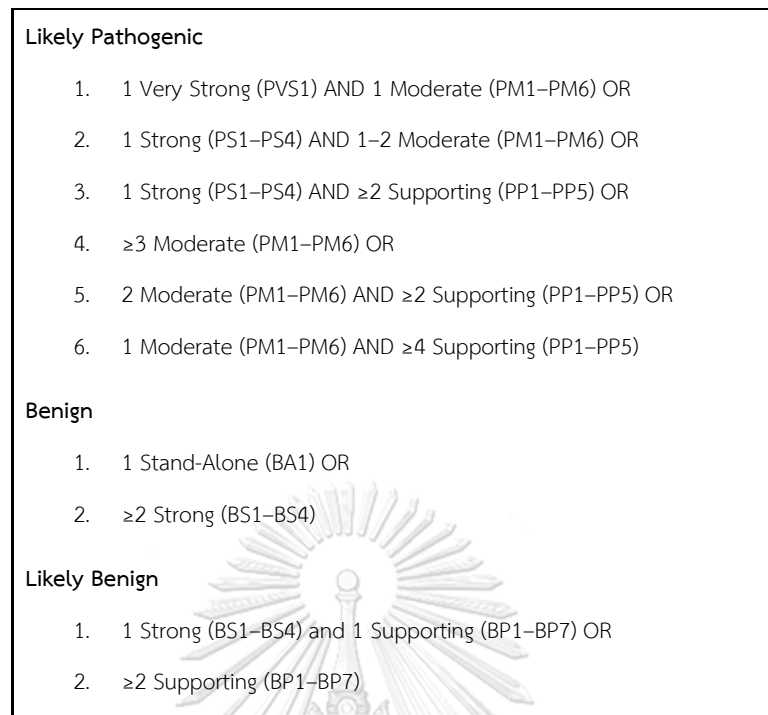 Likely Pathogenic
1. 1 Very Strong (PVS1) AND 1 Moderate (PM1–PM6) OR
2. 1 Strong (PS1–PS4) AND 1–2 Moderate (PM1–PM6) OR
3. 1 Strong (PS1–PS4) AND ≥2 Supporting (PP1–PP5) OR
4. ≥3 Moderate (PM1–PM6) OR
5. 2 Moderate (PM1–PM6) AND ≥2 Supporting (PP1–PP5) OR
6. 1 Moderate (PM1–PM6) AND ≥4 Supporting (PP1–PP5)
Benign
1. 1 Stand-Alone (BA1) OR
2. ≥2 Strong (BS1–BS4)
Likely Benign
1. 1 Strong (BS1–BS4) and 1 Supporting (BP1–BP7) OR
2. ≥2 Supporting (BP1–BP7)